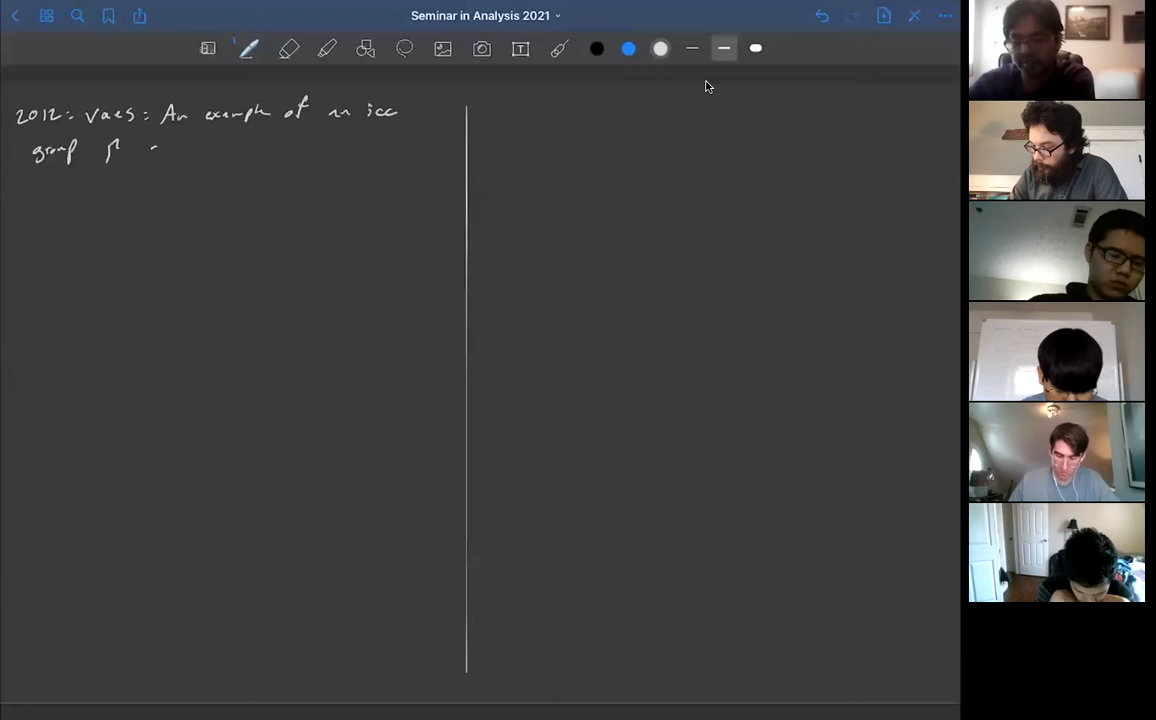 Seminar in Analysis 2021
T
2012: Vaes: An example of an icc
group Γ